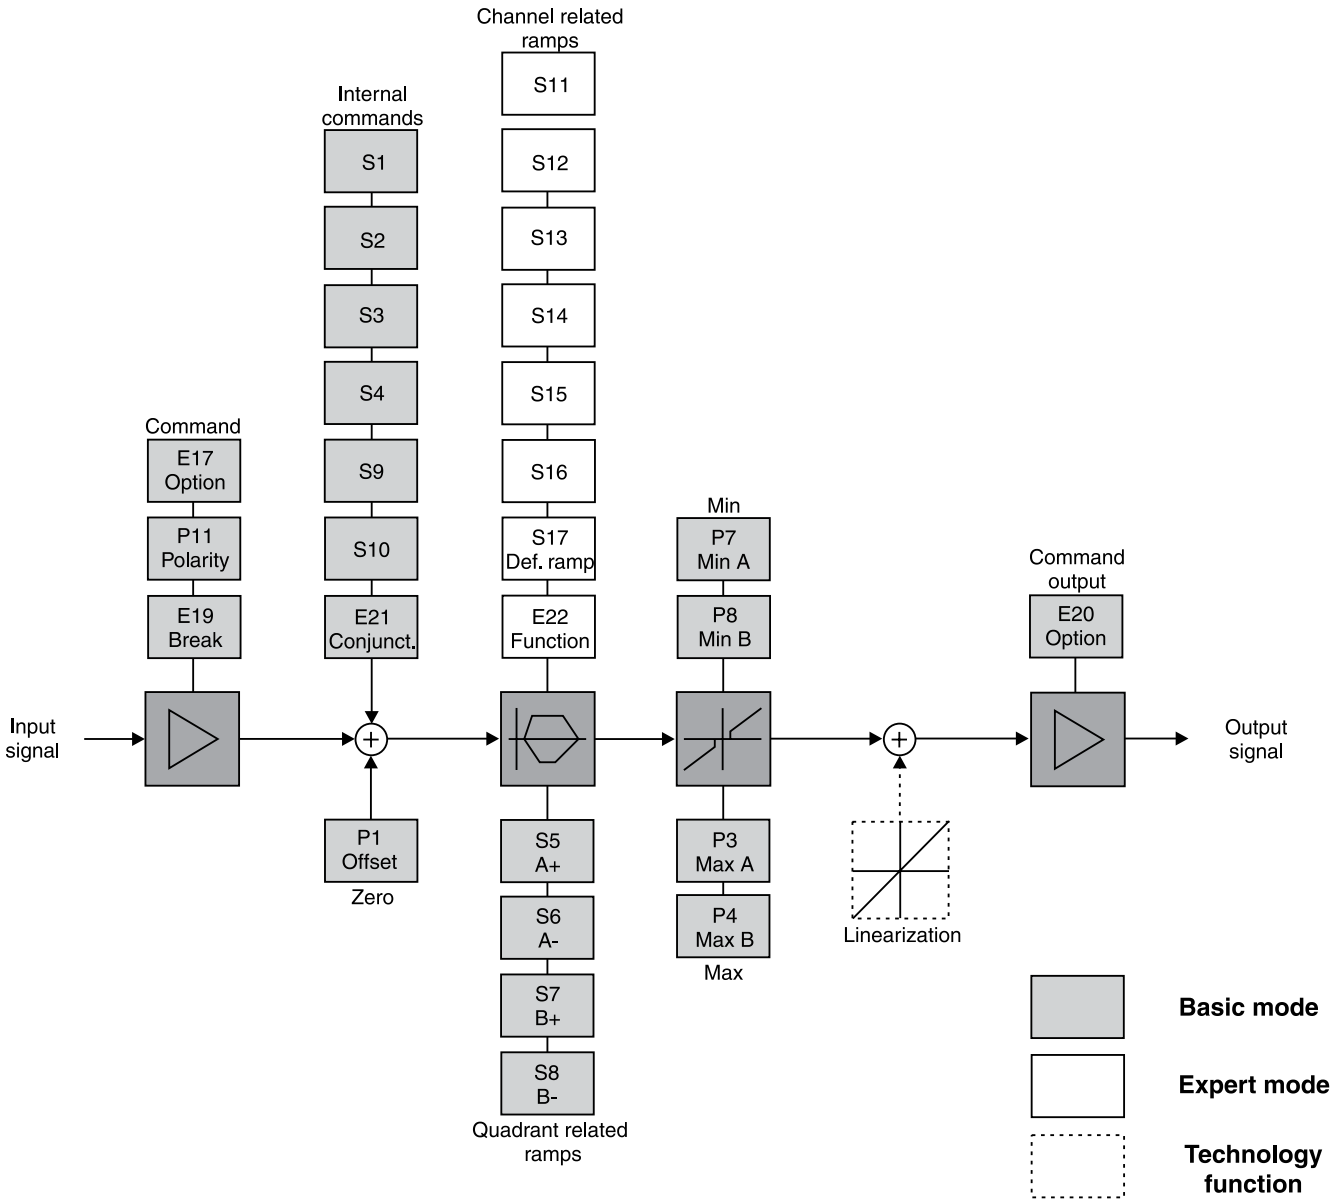 Channel related
ramps
S11
S12
S13
S14
S15
S16
S17
Def. ramp
E22
Function
Internal
commands
S1
S2
S3
S4
S9
S10
E21
Conjunct.
Command
E17
Option
P11
Polarity
E19
Break
Min
P7
Min A
P8
Min B
Command
output
E20
Option
Input
signal
+
+
Output
signal
P1
Offset
Zero
S5
A+
S6
A-
S7
B+
S8
B-
Quadrant related
ramps
P3
Max A
P4
Max B
Max
Linearization
Basic mode
Expert mode
Technology
function